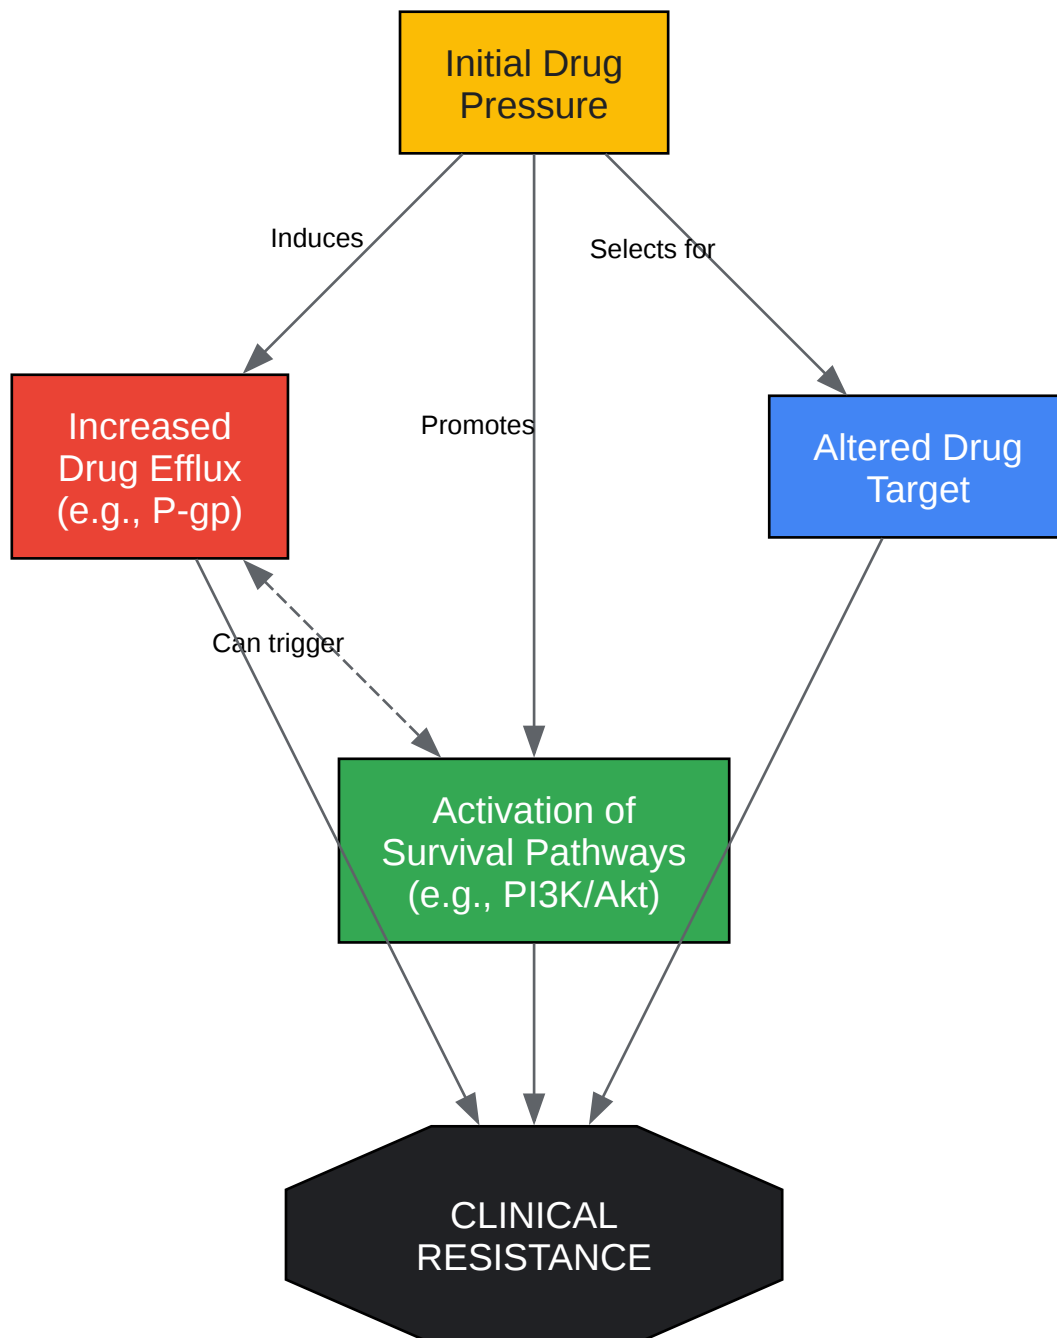 Initial Drug
Pressure
Induces
Selects for
Increased
Drug Efflux
(e.g., P-gp)
Promotes
Altered Drug
Target
Can trigger
Activation of
Survival Pathways
(e.g., PI3K/Akt)
CLINICAL
RESISTANCE